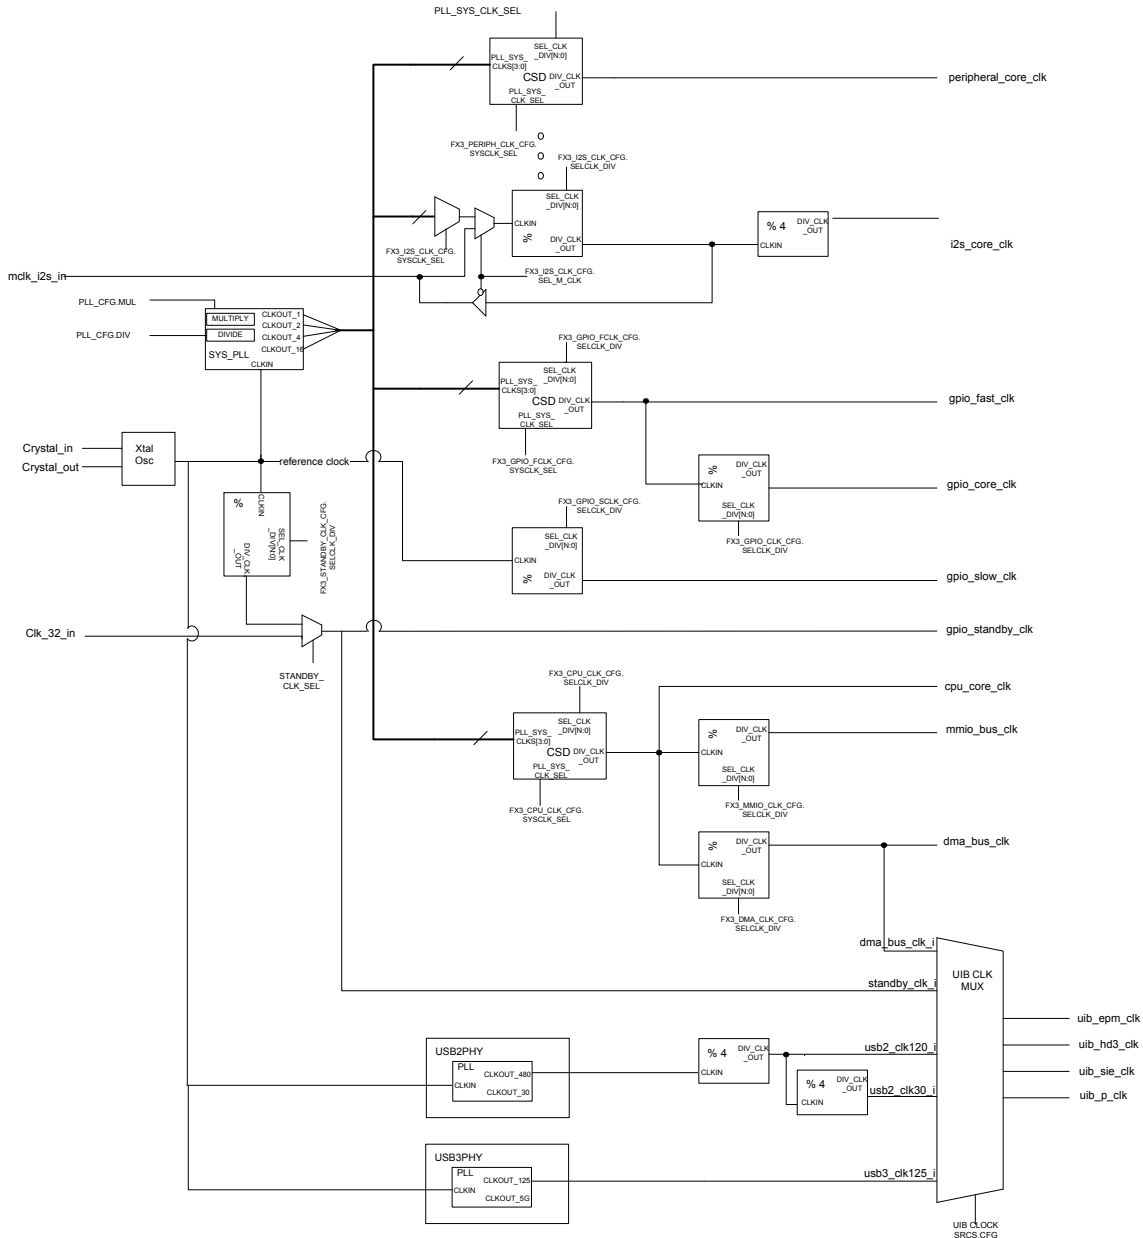 PLL_SYS_CLK_SEL
SEL_CLK
_DIV[N:0]
PLL_SYS_
CLKS[3:0]
CSD
DIV_CLK
_OUT
PLL_SYS_
CLK_SEL
peripheral_core_clk
FX3_PERIPH_CLK_CFG.
SYSCLK_SEL
FX3_I2S_CLK_CFG.
SELCLK_DIV
SEL_CLK
_DIV[N:0]
CLKIN
%
DIV_CLK
_OUT
% 4
DIV_CLK
_OUT
CLKIN
i2s_core_clk
FX3_I2S_CLK_CFG.
SYSCLK_SEL
FX3_I2S_CLK_CFG.
SEL_M_CLK
mclk_i2s_in
PLL_CFG.MUL
PLL_CFG.DIV
MULTIPLY
DIVIDE
SYS_PLL
CLKOUT_1
CLKOUT_2
CLKOUT_4
CLKOUT_16
CLKIN
FX3_GPIO_FCLK_CFG.
SELCLK_DIV
SEL_CLK
_DIV[N:0]
PLL_SYS_
CLKS[3:0]
CSD
DIV_CLK
_OUT
PLL_SYS_
CLK_SEL
gpio_fast_clk
FX3_GPIO_FCLK_CFG.
SYSCLK_SEL
Crystal_in
Crystal_out
Xtal
Osc
reference clock
%
DIV_CLK
_OUT
CLKIN
SEL_CLK
_DIV[N:0]
gpio_core_clk
FX3_GPIO_CLK_CFG.
SELCLK_DIV
%
CLKIN
SEL_CLK
_DIV[N:0]
DIV_CLK
_OUT
FX3_STANDBY_CLK_CFG.
SELCLK_DIV
FX3_GPIO_SCLK_CFG.
SELCLK_DIV
SEL_CLK
_DIV[N:0]
CLKIN
%
DIV_CLK
_OUT
gpio_slow_clk
Clk_32_in
gpio_standby_clk
STANDBY_
CLK_SEL
FX3_CPU_CLK_CFG.
SELCLK_DIV
SEL_CLK
_DIV[N:0]
PLL_SYS_
CLKS[3:0]
CSD
DIV_CLK
_OUT
PLL_SYS_
CLK_SEL
FX3_CPU_CLK_CFG.
SYSCLK_SEL
cpu_core_clk
%
DIV_CLK
_OUT
CLKIN
SEL_CLK
_DIV[N:0]
mmio_bus_clk
FX3_MMIO_CLK_CFG.
SELCLK_DIV
%
DIV_CLK
_OUT
CLKIN
SEL_CLK
_DIV[N:0]
dma_bus_clk
FX3_DMA_CLK_CFG.
SELCLK_DIV
dma_bus_clk_i
standby_clk_i
UIB CLK
MUX
uib_epm_clk
uib_hd3_clk
uib_sie_clk
uib_p_clk
USB2PHY
PLL
CLKOUT_480
CLKIN
CLKOUT_30
% 4
DIV_CLK
_OUT
CLKIN
usb2_clk120_i
% 4
DIV_CLK
_OUT
CLKIN
usb2_clk30_i
USB3PHY
PLL
CLKOUT_125
CLKIN
CLKOUT_5G
usb3_clk125_i
UIB CLOCK
SRCS.CFG